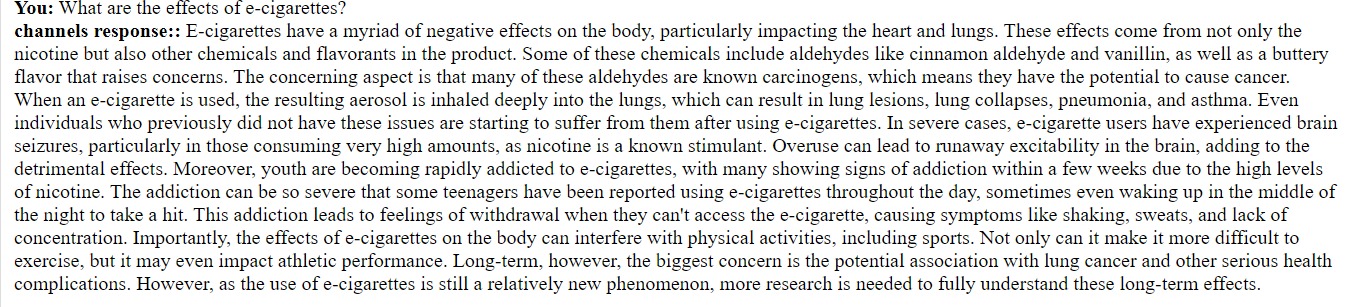 You: What are the effects of e-cigarettes?
channels response:: E-cigarettes have a myriad of negative effects on the body, particularly impacting the heart and lungs. These effects come from not only the
nicotine but also other chemicals and flavorants in the product. Some of these chemicals include aldehydes like cinnamon aldehyde and vanillin, as well as a buttery
flavor that raises concerns. The concerning aspect is that many of these aldehydes are known carcinogens, which means they have the potential to cause cancer.
When an e-cigarette is used, the resulting aerosol is inhaled deeply into the lungs, which can result in lung lesions, lung collapses, pneumonia, and asthma. Even
individuals who previously did not have these issues are starting to suffer from them after using e-cigarettes. In severe cases, e-cigarette users have experienced brain
seizures, particularly in those consuming very high amounts, as nicotine is a known stimulant. Overuse can lead to runaway excitability in the brain, adding to the
detrimental effects. Moreover, youth are becoming rapidly addicted to e-cigarettes, with many showing signs of addiction within a few weeks due to the high levels
of nicotine. The addiction can be so severe that some teenagers have been reported using e-cigarettes throughout the day, sometimes even waking up in the middle of
the night to take a hit. This addiction leads to feelings of withdrawal when they can't access the e-cigarette, causing symptoms like shaking, sweats, and lack of
concentration. Importantly, the effects of e-cigarettes on the body can interfere with physical activities, including sports. Not only can it make it more difficult to
exercise, but it may even impact athletic performance. Long-term, however, the biggest concern is the potential association with lung cancer and other serious health
complications. However, as the use of e-cigarettes is still a relatively new phenomenon, more research is needed to fully understand these long-term effects.